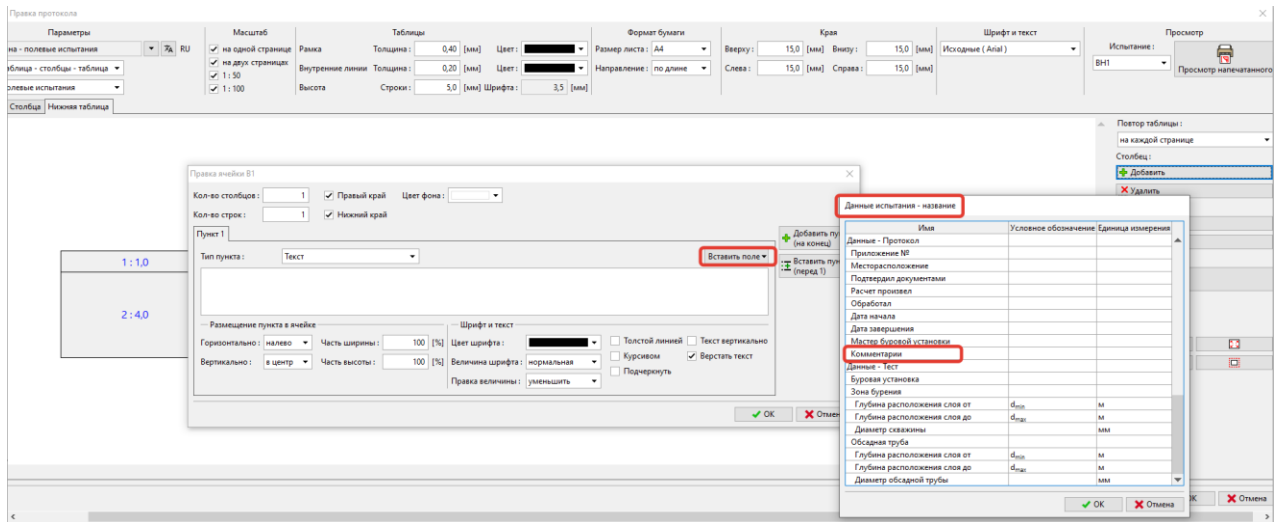 Правка протокола
Параметры Масштаб Таблицы Формат бумаги Края Шрифт и текст Просмотр
на - полевые испытания RU на одной странице Рамка Толщина : 0,40 [мм] Цвет : Размер листа : A4 Вверху : 15,0 [мм] Внизу : 15,0 [мм] Исходные ( Arial ) Испытание :
на двух страницах
таблица - столбцы - таблица 1 : 50 Внутренние линии Толщина : 0,20 [мм] Цвет : Направление : по длине Слева : 15,0 [мм] Справа : 15,0 [мм] BH1 Просмотр напечатанного
олевые испытания 1 : 100 Высота Строки : 5,0 [мм] Шрифта : 3,5 [мм]
Столбца Нижняя таблица
Повтор таблицы :
на каждой странице
Столбец :
Добавить
Удалить
1 : 1,0
2 : 4,0
Правка ячейки B1
Кол-во столбцов : 1 Правый край Цвет фона :
Кол-во строк : 1 Нижний край
Пункт 1
Тип пункта : Текст Вставить поле
Добавить
(на конец)
Вставить
(перед 1)
Размещение пункта в ячейке Шрифт и текст
Горизонтально : налево Часть ширины : 100 [%] Цвет шрифта : Толстой линией Текст вертикально
Вертикально : в центр Часть высоты : 100 [%] Величина шрифта : нормальная Курсивом Верстать текст
Подчеркнуть
Правка величины : уменьшить
OK
Данные испытания - название
Имя Условное обозначение Единица измерения
Данные - Протокол
Приложение №
Месторасположение
Подтвердил документами
Расчет произвел
Обработал
Дата начала
Дата завершения
Мастер буровой установки
Комментарии
Данные - Тест
Буровая установка
Зона бурения
Глубина расположения слоя от dmin м
Глубина расположения слоя до dmax м
Диаметр скважины мм
Обсадная труба
Глубина расположения слоя от dmin м
Глубина расположения слоя до dmax м
Диаметр обсадной трубы мм
OK Отмена
Отмена